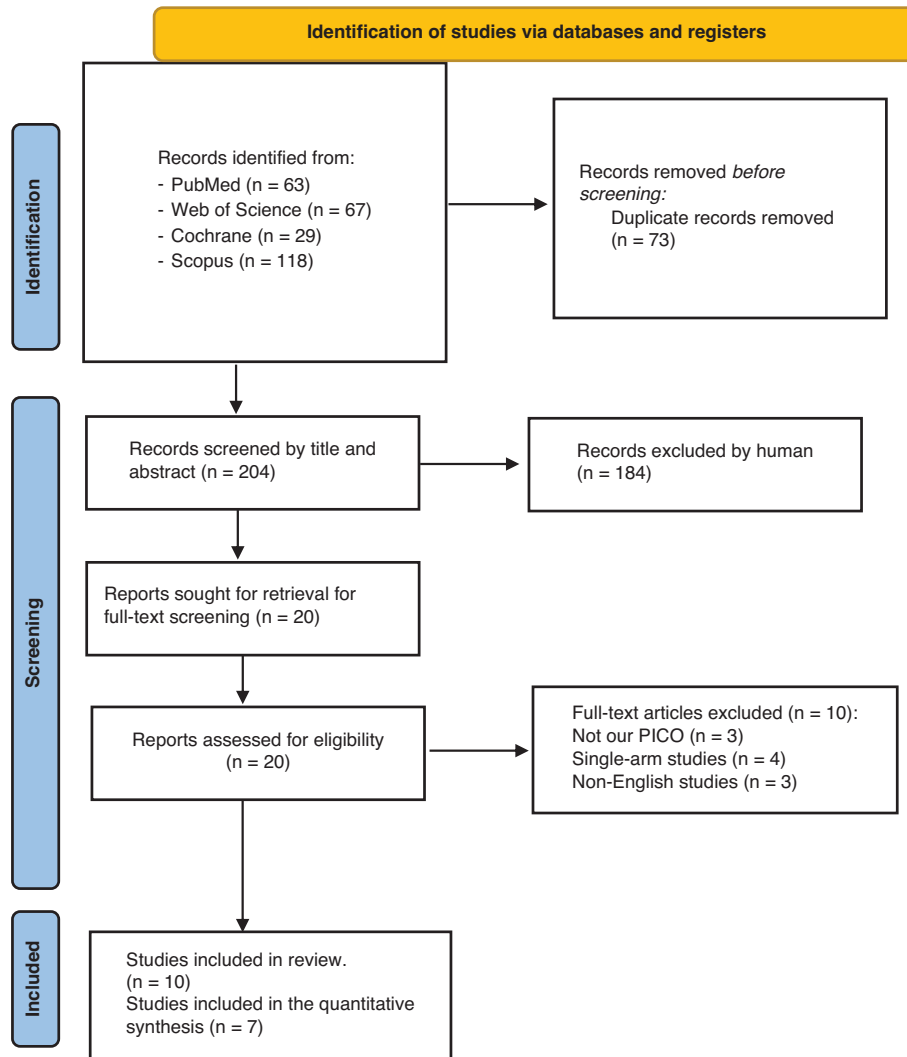 Identification of studies via databases and registers
Identification
Records identified from:
- PubMed (n = 63)
- Web of Science (n = 67)
- Cochrane (n = 29)
- Scopus (n = 118)
Records removed before
screening:
Duplicate records removed
(n = 73)
Screening
Records screened by title and
abstract (n = 204)
Records excluded by human
(n = 184)
Reports sought for retrieval for
full-text screening (n = 20)
Reports assessed for eligibility
(n = 20)
Full-text articles excluded (n = 10):
Not our PICO (n = 3)
Single-arm studies (n = 4)
Non-English studies (n = 3)
Included
Studies included in review.
(n = 10)
Studies included in the quantitative
synthesis (n = 7)